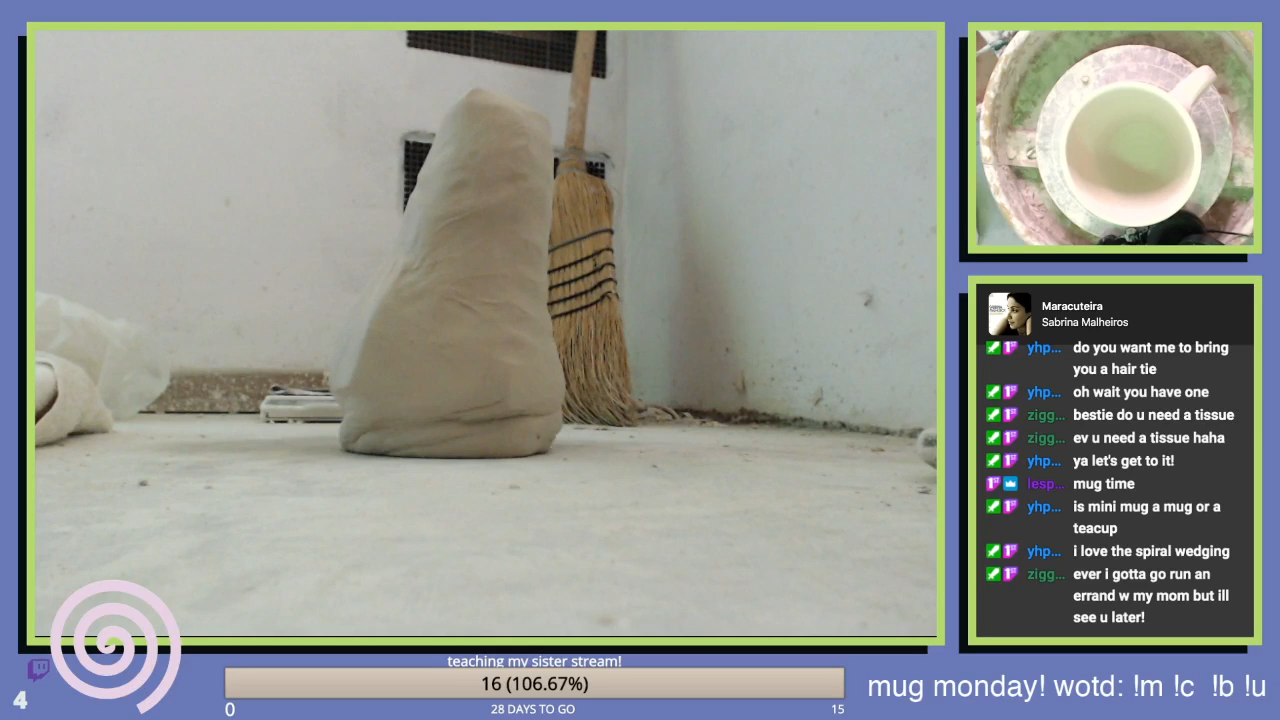 Maracuteira
Sabrina Malheiros
yhp... do you want me to bring
you a hair tie
yhp... oh wait you have one
zigg... bestie do u need a tissue
zigg... ev u need a tissue haha
yhp... ya let's get to it!
lesp... mug time
yhp... is mini mug a mug or a
teacup
yhp... i love the spiral wedging
zigg... ever i gotta go run an
errand w my mom but ill
see u later!
teaching my sister stream!
16 (106.67%)
0
28 DAYS TO GO
15
4
mug monday! wotd: !m !c !b !u